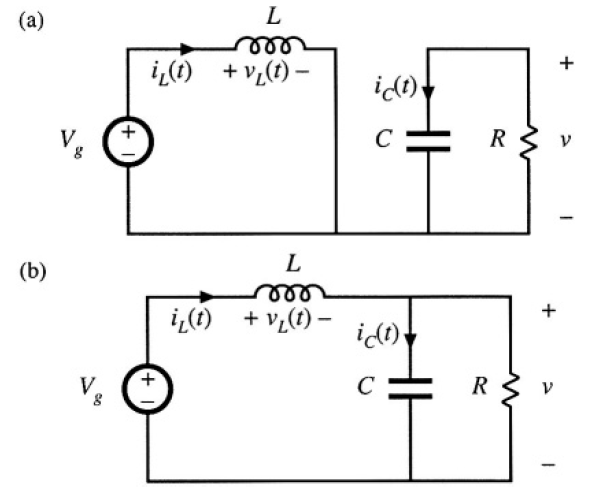 (a)
L
i_L(t) + v_L(t) −
i_C(t)
+
V_g + − C R v
−
(b)
L
i_L(t) + v_L(t) −
i_C(t)
+
V_g + − C R v
−